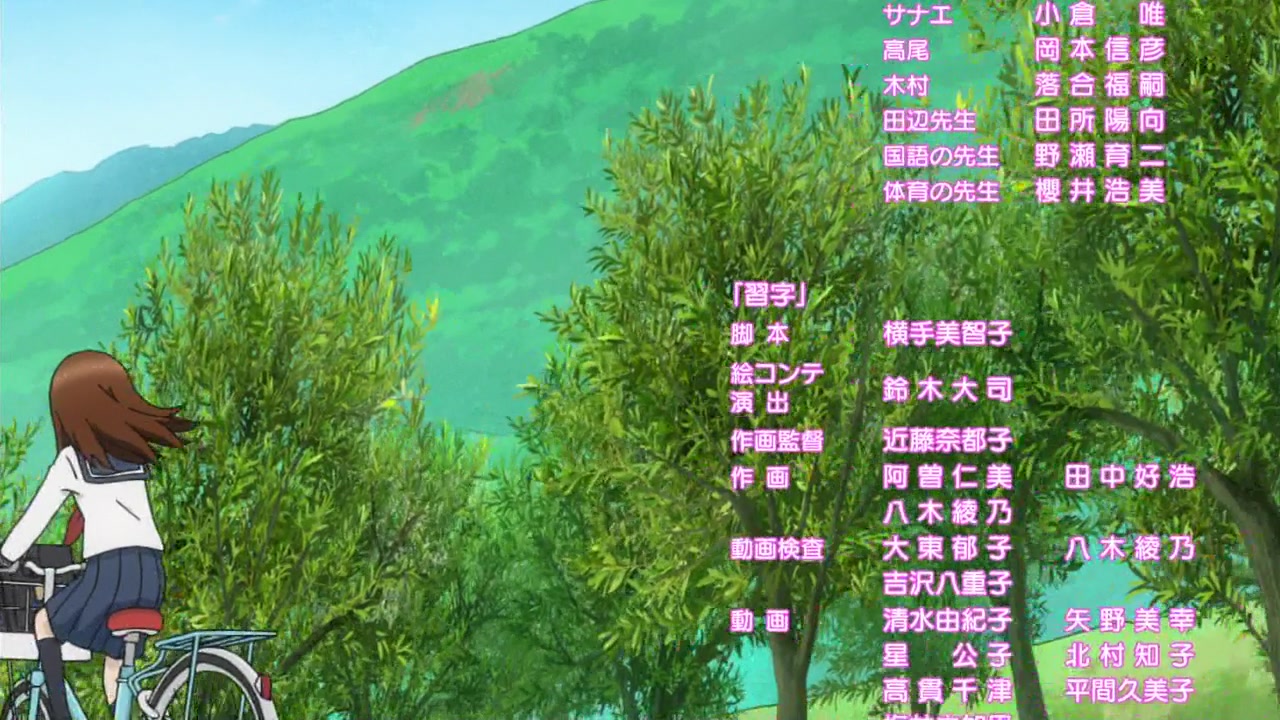 サナエ 小倉 唯
高尾 岡本信彦
木村 落合福嗣
田辺先生 田所陽向
国語の先生 野瀬育二
体育の先生 櫻井浩美
「習字」
脚本 横手美智子
絵コンテ
演出 鈴木大司
作画監督 近藤奈都子
作画 阿曽仁美 田中好浩
八木綾乃
動画検査 大東郁子 八木綾乃
吉沢八重子
動画 清水由紀子 矢野美幸
星 公子 北村知子
高貫千津 平間久美子